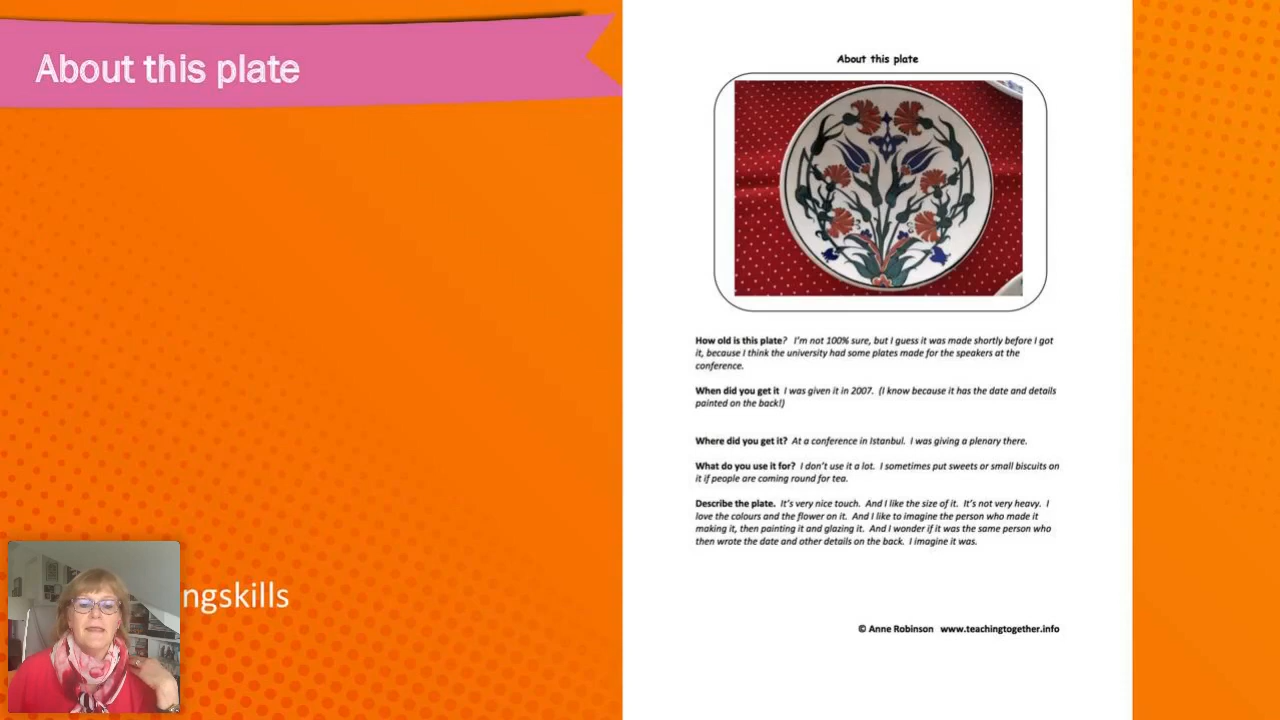 About this plate
About this plate
How old is this plate? I'm not 100% sure, but I guess it was made shortly before I got
it, because I think the university had some plates made for the speakers at the
conference.
When did you get it I was given it in 2007. (I know because it has the date and details
painted on the back!)
Where did you get it? At a conference in Istanbul. I was giving a plenary there.
What do you use it for? I don't use it a lot. I sometimes put sweets or small biscuits on
it if people are coming round for tea.
Describe the plate. It's very nice touch. And I like the size of it. It's not very heavy. I
love the colours and the flower on it. And I like to imagine the person who made it
making it, then painting it and glazing it. And I wonder if it was the same person who
then wrote the date and other details on the back. I imagine it was.
© Anne Robinson www.teachingtogether.info
ngskills